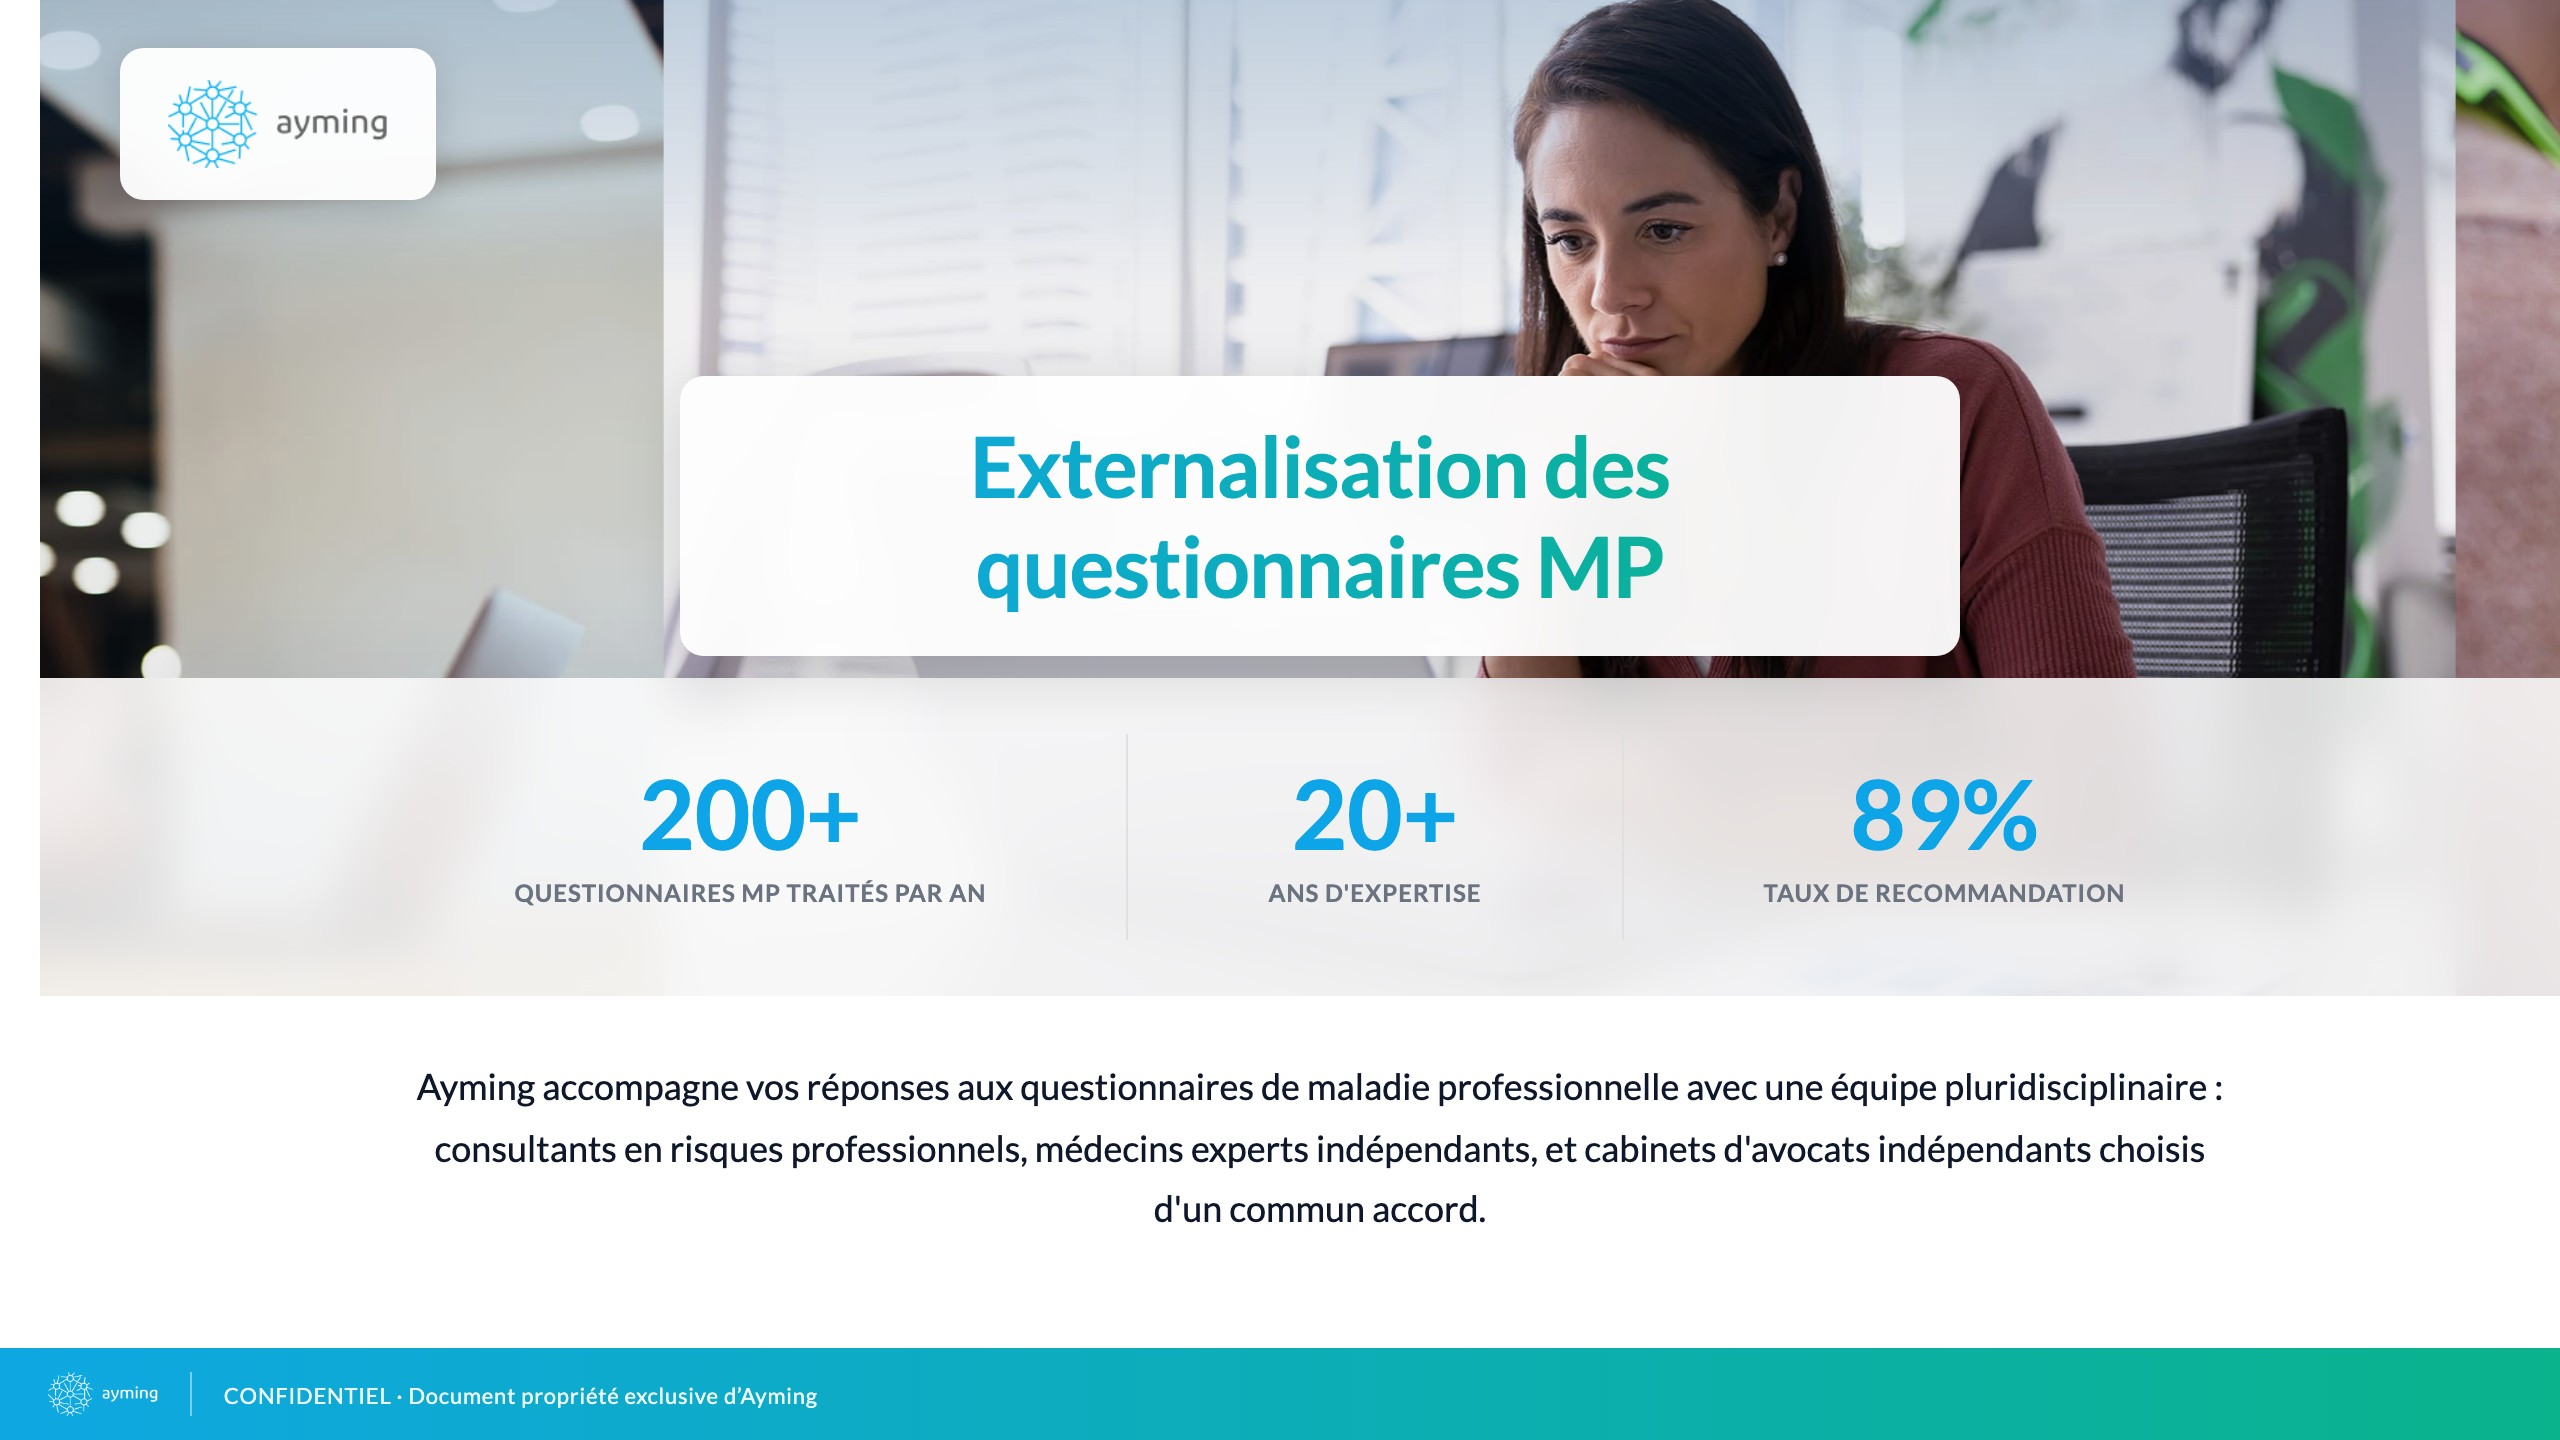 ayming
Externalisation des
questionnaires MP
200+
QUESTIONNAIRES MP TRAITÉS PAR AN
20+
ANS D'EXPERTISE
89%
TAUX DE RECOMMANDATION
Ayming accompagne vos réponses aux questionnaires de maladie professionnelle avec une équipe pluridisciplinaire :
consultants en risques professionnels, médecins experts indépendants, et cabinets d'avocats indépendants choisis
d'un commun accord.
ayming
CONFIDENTIEL · Document propriété exclusive d’Ayming